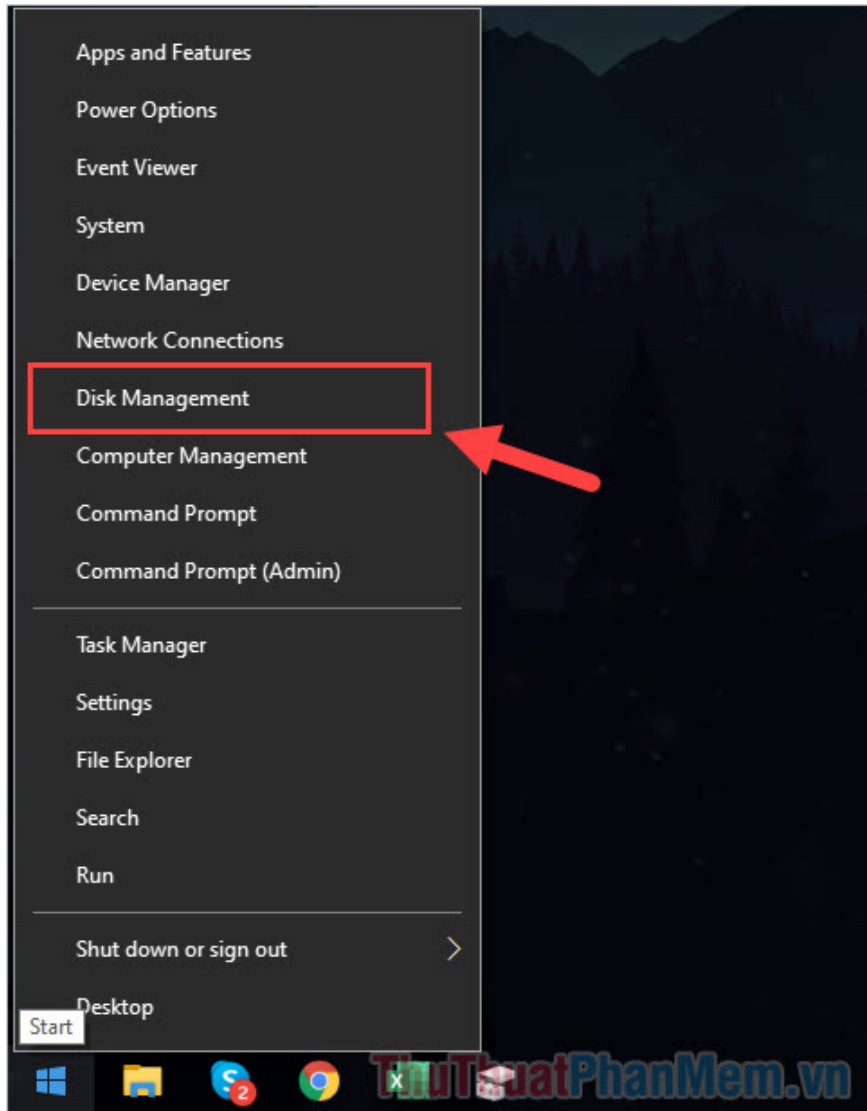 Apps and Features
Power Options
Event Viewer
System
Device Manager
Network Connections
Disk Management
Computer Management
Command Prompt
Command Prompt (Admin)
Task Manager
Settings
File Explorer
Search
Run
Shut down or sign out
Desktop
Start
2
ThuThuatPhanMem.vn